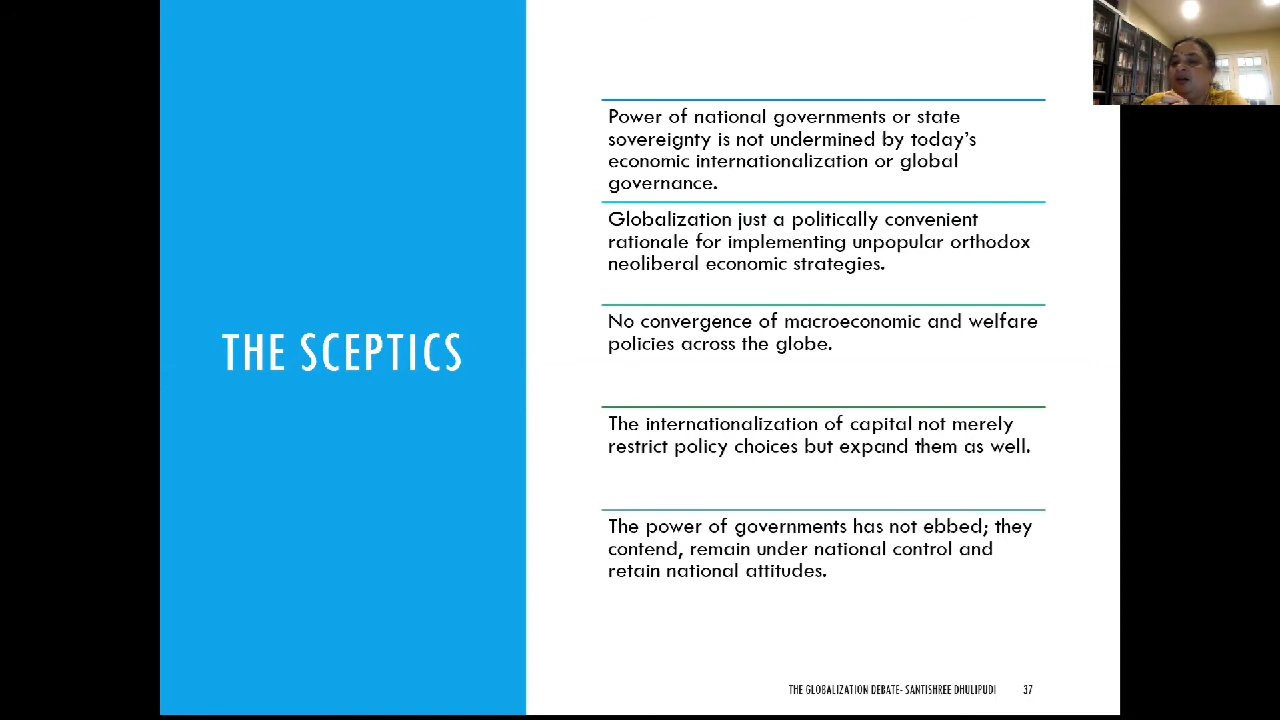 THE SCEPTICS
Power of national governments or state
sovereignty is not undermined by today's
economic internationalization or global
governance.
Globalization just a politically convenient
rationale for implementing unpopular orthodox
neoliberal economic strategies.
No convergence of macroeconomic and welfare
policies across the globe.
The internationalization of capital not merely
restrict policy choices but expand them as well.
The power of governments has not ebbed; they
contend, remain under national control and
retain national attitudes.
THE GLOBALIZATION DEBATE- SANTISHREE DHULIPUDI 37